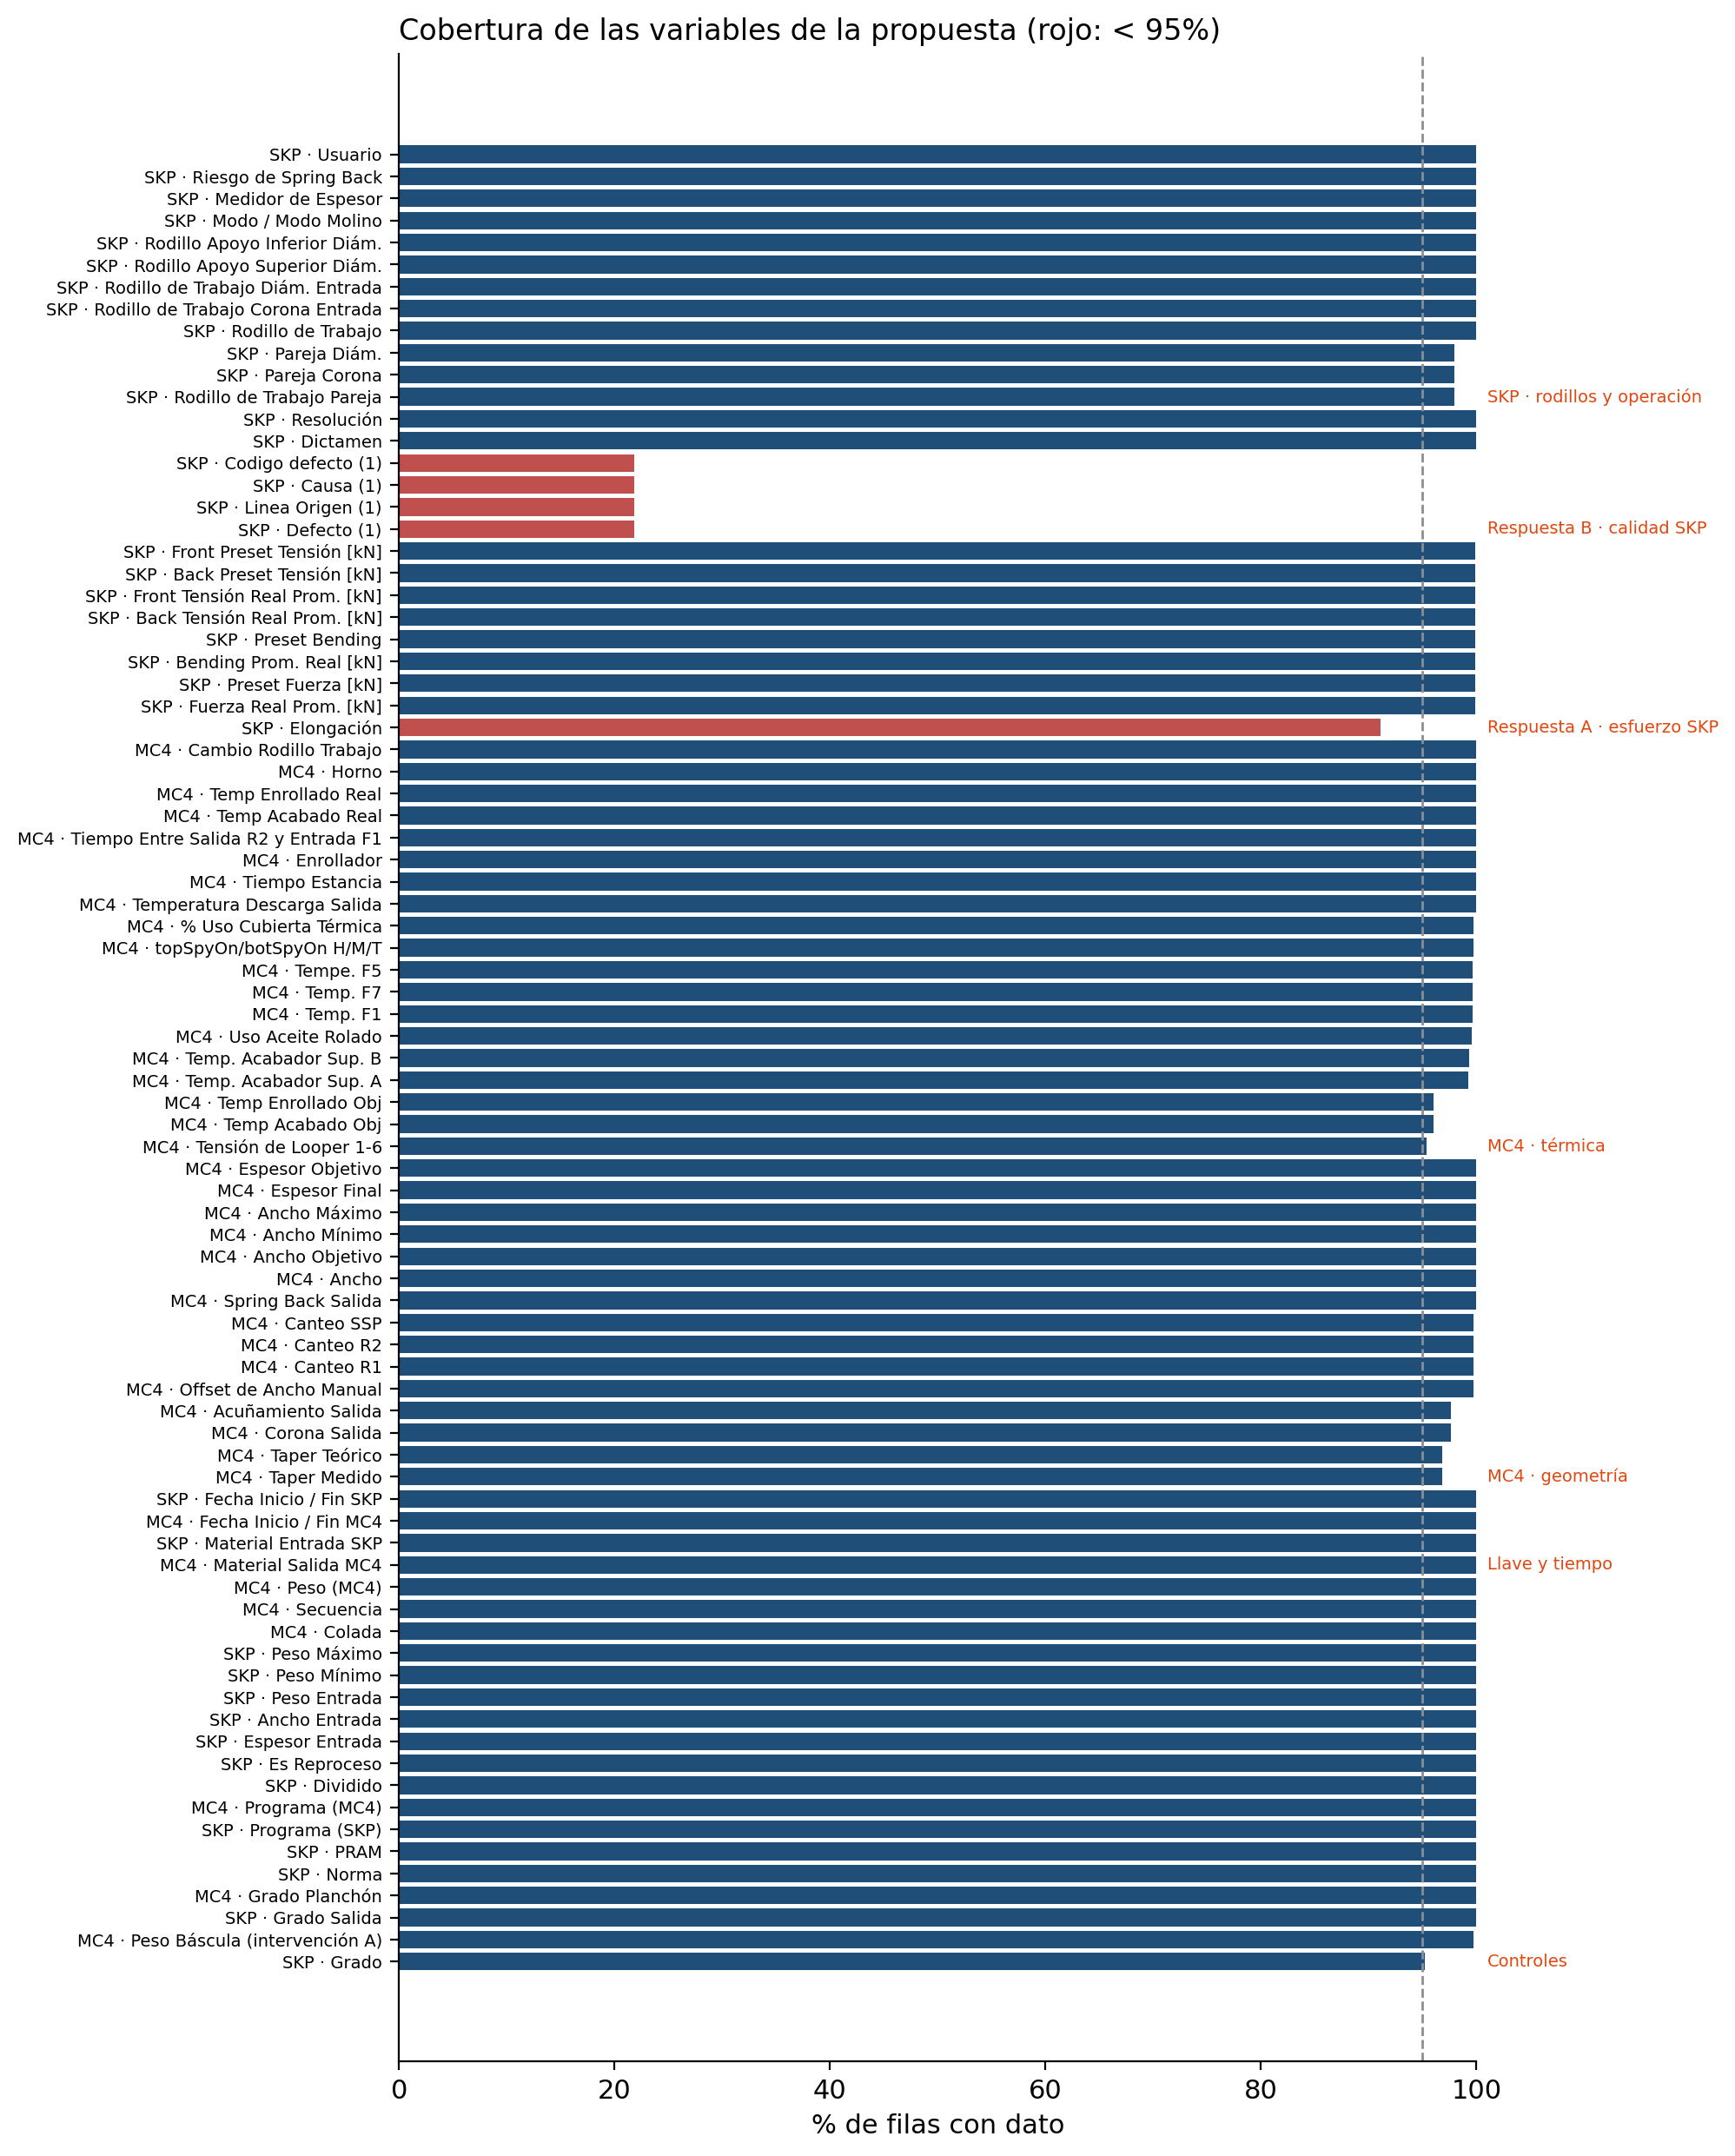 Cobertura de las variables de la propuesta (rojo: < 95%)
SKP · Usuario
SKP · Riesgo de Spring Back
SKP · Medidor de Espesor
SKP · Modo / Modo Molino
SKP · Rodillo Apoyo Inferior Diám.
SKP · Rodillo Apoyo Superior Diám.
SKP · Rodillo de Trabajo Diám. Entrada
SKP · Rodillo de Trabajo Corona Entrada
SKP · Rodillo de Trabajo
SKP · Pareja Diám.
SKP · Pareja Corona
SKP · Rodillo de Trabajo Pareja
SKP · rodillos y operación
SKP · Resolución
SKP · Dictamen
SKP · Codigo defecto (1)
SKP · Causa (1)
SKP · Linea Origen (1)
SKP · Defecto (1)
Respuesta B · calidad SKP
SKP · Front Preset Tensión [kN]
SKP · Back Preset Tensión [kN]
SKP · Front Tensión Real Prom. [kN]
SKP · Back Tensión Real Prom. [kN]
SKP · Preset Bending
SKP · Bending Prom. Real [kN]
SKP · Preset Fuerza [kN]
SKP · Fuerza Real Prom. [kN]
SKP · Elongación
Respuesta A · esfuerzo SKP
MC4 · Cambio Rodillo Trabajo
MC4 · Horno
MC4 · Temp Enrollado Real
MC4 · Temp Acabado Real
MC4 · Tiempo Entre Salida R2 y Entrada F1
MC4 · Enrollador
MC4 · Tiempo Estancia
MC4 · Temperatura Descarga Salida
MC4 · % Uso Cubierta Térmica
MC4 · topSpyOn/botSpyOn H/M/T
MC4 · Tempe. F5
MC4 · Temp. F7
MC4 · Temp. F1
MC4 · Uso Aceite Rolado
MC4 · Temp. Acabador Sup. B
MC4 · Temp. Acabador Sup. A
MC4 · Temp Enrollado Obj
MC4 · Temp Acabado Obj
MC4 · Tensión de Looper 1-6
MC4 · térmica
MC4 · Espesor Objetivo
MC4 · Espesor Final
MC4 · Ancho Máximo
MC4 · Ancho Mínimo
MC4 · Ancho Objetivo
MC4 · Ancho
MC4 · Spring Back Salida
MC4 · Canteo SSP
MC4 · Canteo R2
MC4 · Canteo R1
MC4 · Offset de Ancho Manual
MC4 · Acuñamiento Salida
MC4 · Corona Salida
MC4 · Taper Teórico
MC4 · Taper Medido
MC4 · geometría
SKP · Fecha Inicio / Fin SKP
MC4 · Fecha Inicio / Fin MC4
SKP · Material Entrada SKP
MC4 · Material Salida MC4
Llave y tiempo
MC4 · Peso (MC4)
MC4 · Secuencia
MC4 · Colada
SKP · Peso Máximo
SKP · Peso Mínimo
SKP · Peso Entrada
SKP · Ancho Entrada
SKP · Espesor Entrada
SKP · Es Reproceso
SKP · Dividido
MC4 · Programa (MC4)
SKP · Programa (SKP)
SKP · PRAM
SKP · Norma
MC4 · Grado Planchón
SKP · Grado Salida
MC4 · Peso Báscula (intervención A)
SKP · Grado
Controles
0 20 40 60 80 100
% de filas con dato